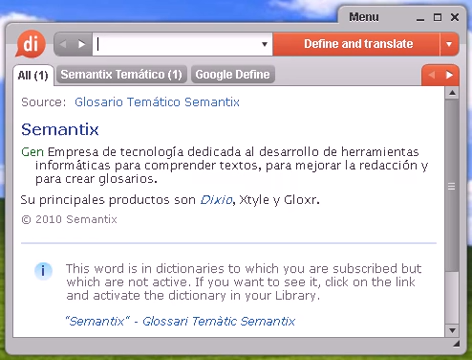 Menu
di
Define and translate
All (1)
Semantix Temático (1)
Google Define
Source: Glosario Temático Semantix
Semantix
Gen Empresa de tecnología dedicada al desarrollo de herramientas
informáticas para comprender textos, para mejorar la redacción y
para crear glosarios.
Su principales productos son Dixio, Xtyle y Gloxr.
© 2010 Semantix
i
This word is in dictionaries to which you are subscribed but
which are not active. If you want to see it, click on the link
and activate the dictionary in your Library.
"Semantix" - Glossari Temàtic Semantix